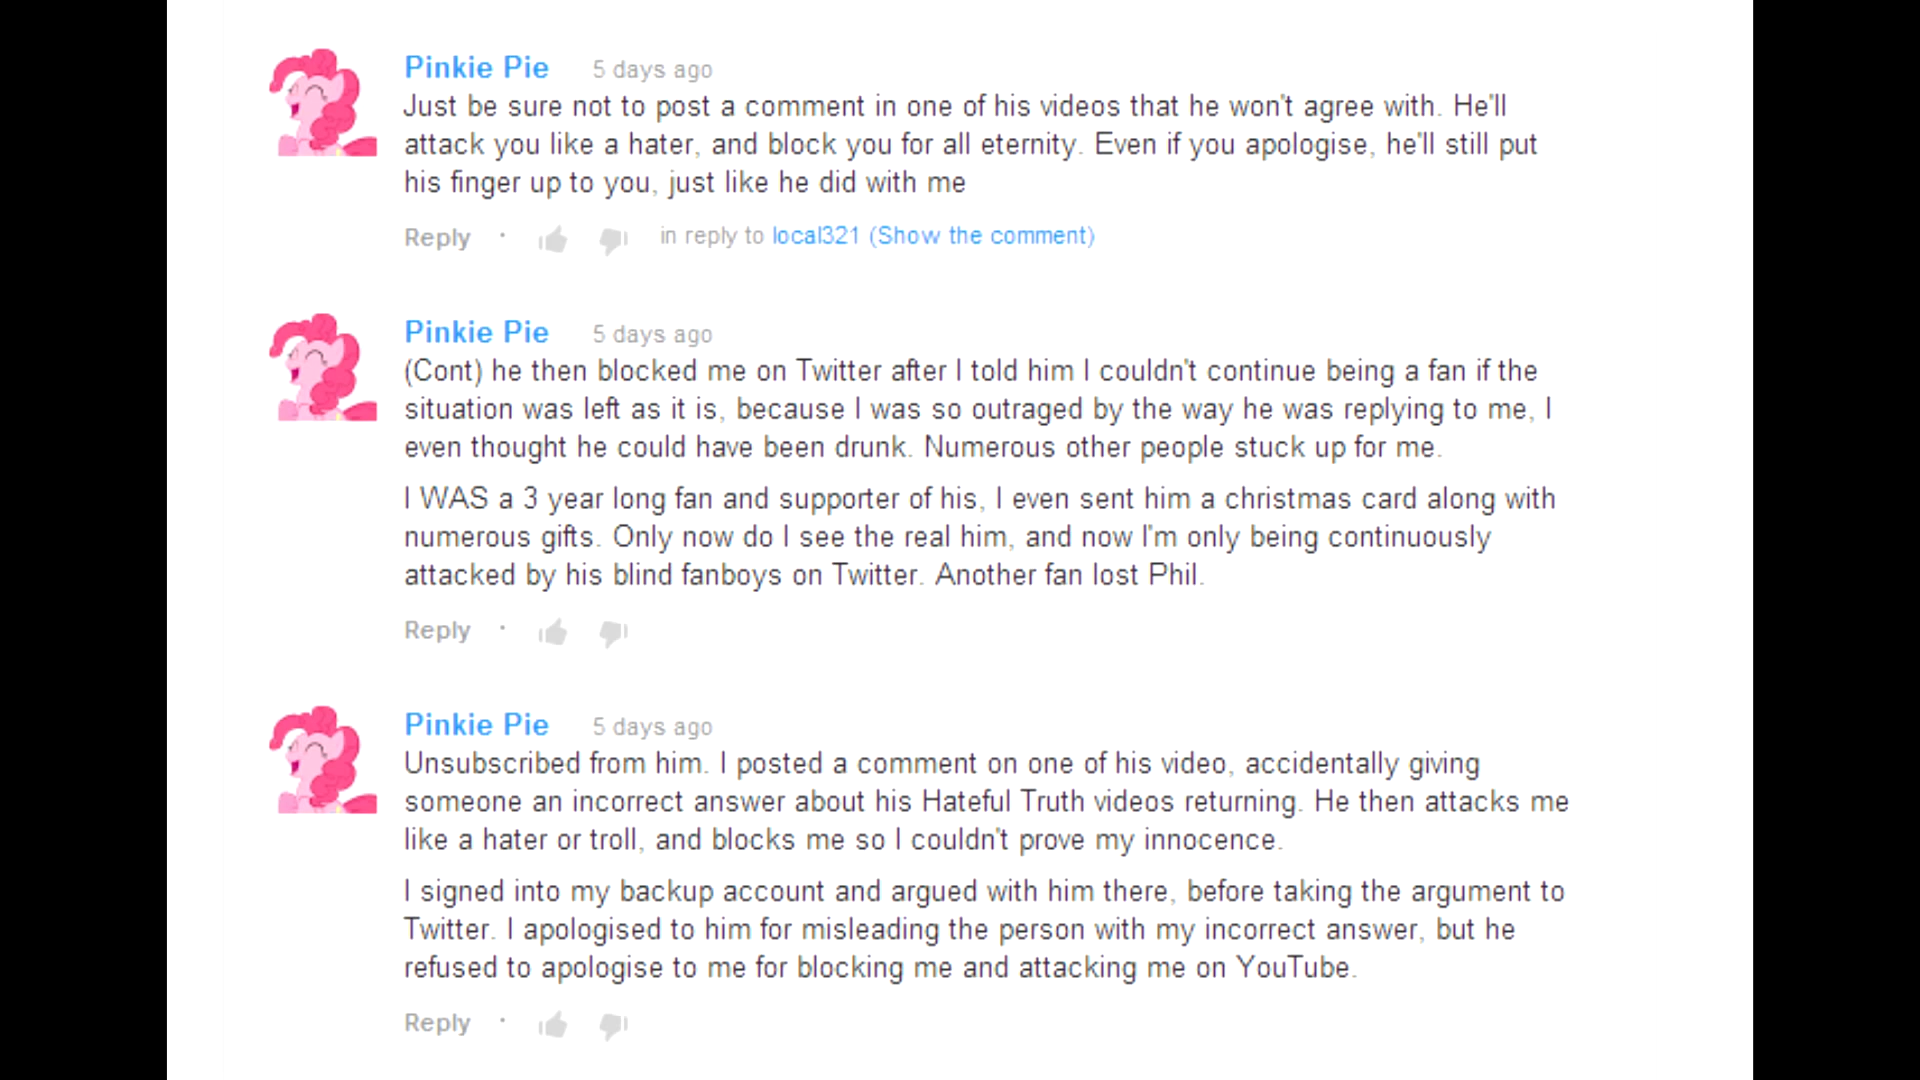 Pinkie Pie 5 days ago
Just be sure not to post a comment in one of his videos that he won't agree with. He'll
attack you like a hater, and block you for all eternity. Even if you apologise, he'll still put
his finger up to you, just like he did with me
Reply · in reply to local321 (Show the comment)
Pinkie Pie 5 days ago
(Cont) he then blocked me on Twitter after I told him I couldn't continue being a fan if the
situation was left as it is, because I was so outraged by the way he was replying to me, I
even thought he could have been drunk. Numerous other people stuck up for me.
I WAS a 3 year long fan and supporter of his, I even sent him a christmas card along with
numerous gifts. Only now do I see the real him, and now I'm only being continuously
attacked by his blind fanboys on Twitter. Another fan lost Phil.
Reply ·
Pinkie Pie 5 days ago
Unsubscribed from him. I posted a comment on one of his video, accidentally giving
someone an incorrect answer about his Hateful Truth videos returning. He then attacks me
like a hater or troll, and blocks me so I couldn't prove my innocence.
I signed into my backup account and argued with him there, before taking the argument to
Twitter. I apologised to him for misleading the person with my incorrect answer, but he
refused to apologise to me for blocking me and attacking me on YouTube.
Reply ·